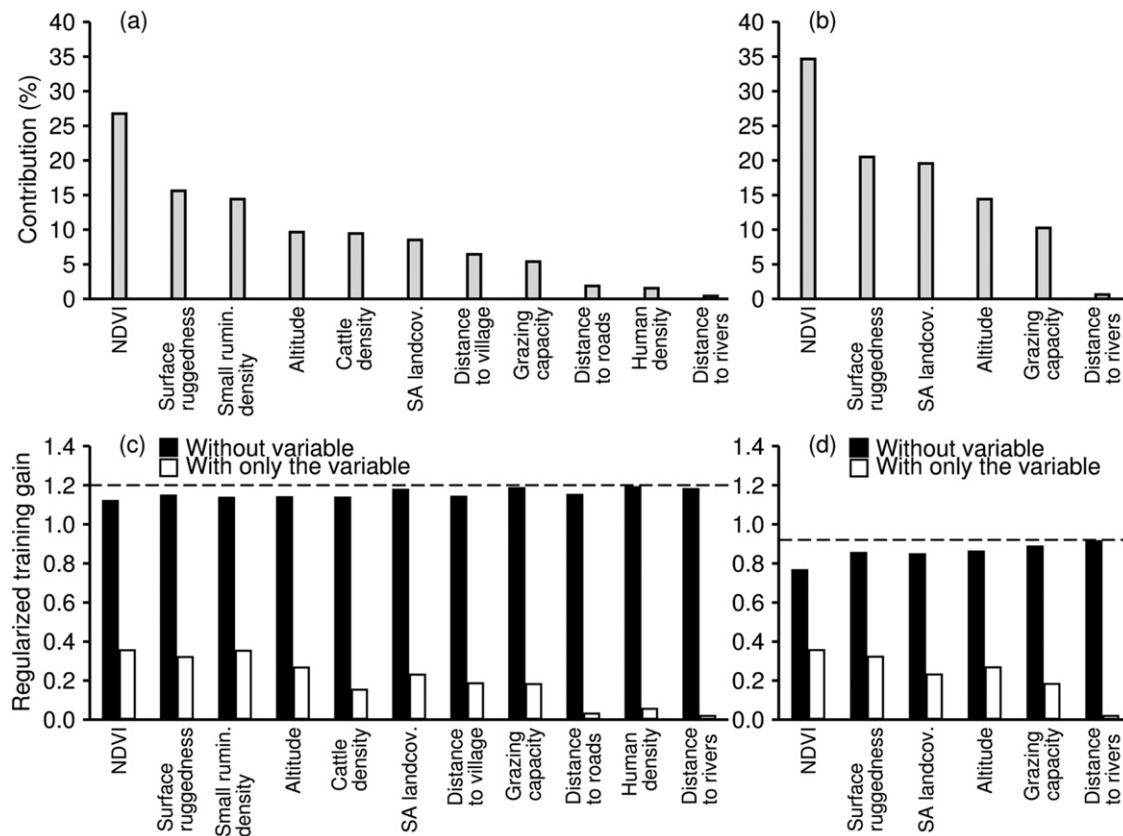 (a)
Contribution (%)
40
35
30
25
20
15
10
5
0
NDVI
Surface
ruggedness
Small rumin.
density
Altitude
Cattle
density
SA landcov.
Distance
to village
Grazing
capacity
Distance
to roads
Human
density
Distance
to rivers
(b)
40
35
30
25
20
15
10
5
0
NDVI
Surface
ruggedness
SA landcov.
Altitude
Grazing
capacity
Distance
to rivers
(c)
Without variable
With only the variable
Regularized training gain
1.4
1.2
1.0
0.8
0.6
0.4
0.2
0.0
NDVI
Surface
ruggedness
Small rumin.
density
Altitude
Cattle
density
SA landcov.
Distance
to village
Grazing
capacity
Distance
to roads
Human
density
Distance
to rivers
(d)
Without variable
With only the variable
1.4
1.2
1.0
0.8
0.6
0.4
0.2
0.0
NDVI
Surface
ruggedness
SA landcov.
Altitude
Grazing
capacity
Distance
to rivers